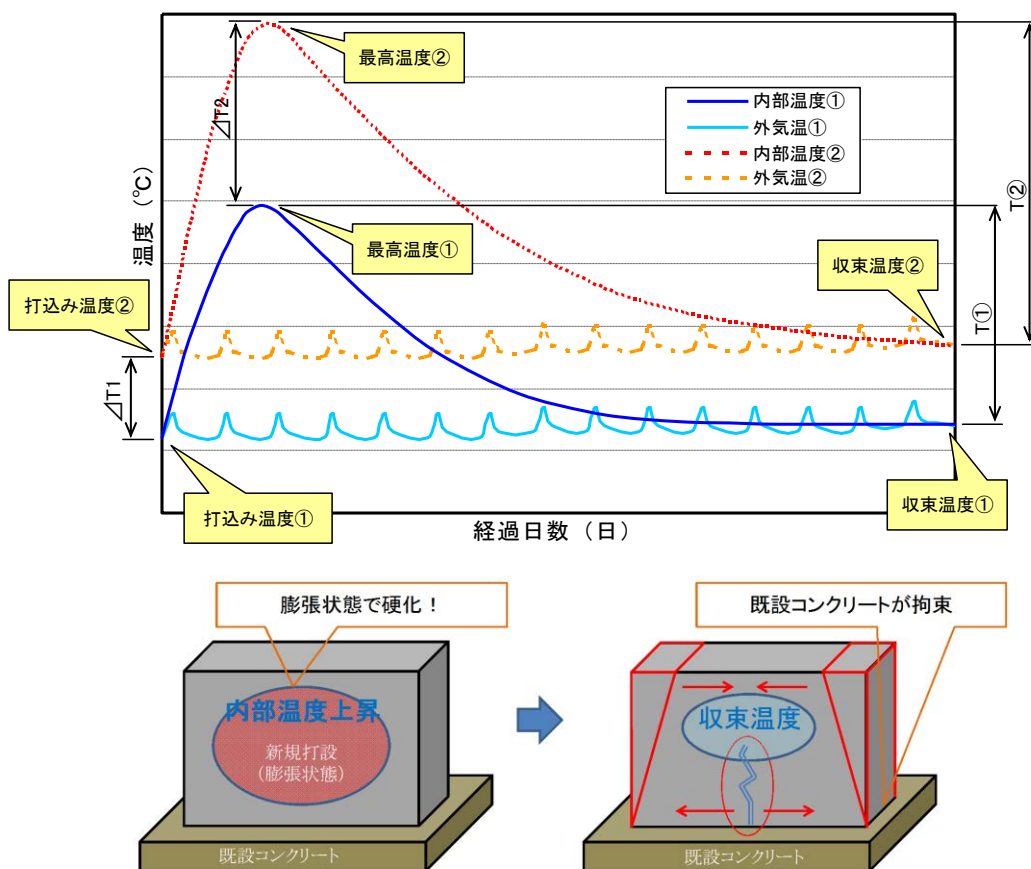 最高温度②
⊿T2
内部温度①
外気温①
内部温度②
外気温②
T②
温度（℃）
最高温度①
収束温度②
打込み温度②
T①
⊿T1
打込み温度①
収束温度①
経過日数（日）
膨張状態で硬化！
既設コンクリートが拘束
内部温度上昇
新規打設
(膨張状態)
既設コンクリート
収束温度
既設コンクリート